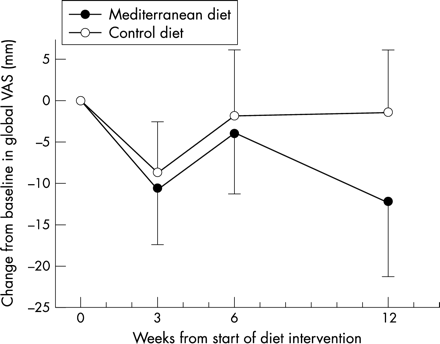 Mediterranean diet
Control diet
Change from baseline in global VAS (mm)
5
0
–5
–10
–15
–20
–25
0
3
6
12
Weeks from start of diet intervention